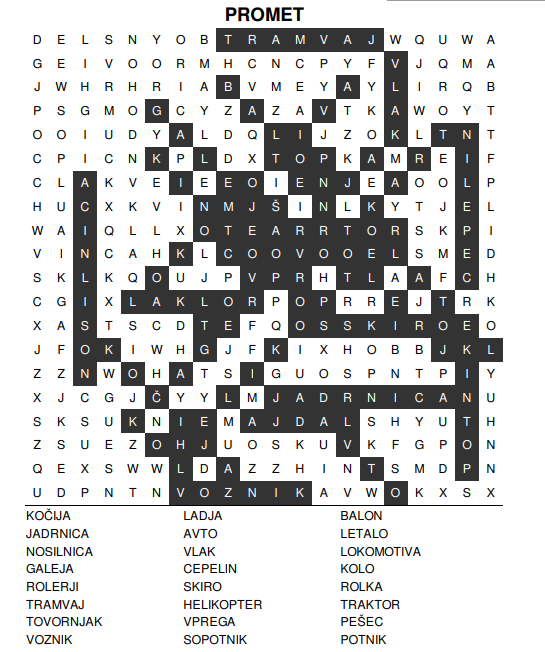 PROMET
D E L S N Y O B T R A M V A J W Q U W A
G E I V O O R M H C N C P Y F V J Q M A
J W H R H R I A B V M E Y A Y L I R Q B
P S G M O G C Y Z A Z A V T K A W O Y T
O O I U D Y A L D Q L I J Z O K L T N T
C P I C N K P L D X T O P K A M R E I F
C L A K V E I E E O I E N J E A O O L P
H U C X K V I N M J Š I N L K Y T J E L
W A I Q L L X O T E A R R T O R S K P I
V I N C A H K L C O O V O O E L S M E D
S K L K Q O U J P V P R H T L A A F C H
C G I X L A K L O R P O P R R E J T R K
X A S T S C D T E F Q O S S K I R O E O
J F O K I W H G J F K I X H O B B J K L
Z Z N W O H A T S I G U O S P N T P I Y
X J C G J Č Y Y L M J A D R N I C A N U
S K S U K N I E M A J D A L S H Y U T H
Z S U E Z O H J U O S K U V K F G P O N
Q E X S W W L D A Z Z H I N T S M D P N
U D P N T N V O Z N I K A V W O K X S X
KOČIJA LADJA BALON
JADRNICA AVTO LETALO
NOSILNICA VLAK LOKOMOTIVA
GALEJA CEPELIN KOLO
ROLERJI SKIRO ROLKA
TRAMVAJ HELIKOPTER TRAKTOR
TOVORNJAK VPREGA PEŠEC
VOZNIK SOPOTNIK POTNIK